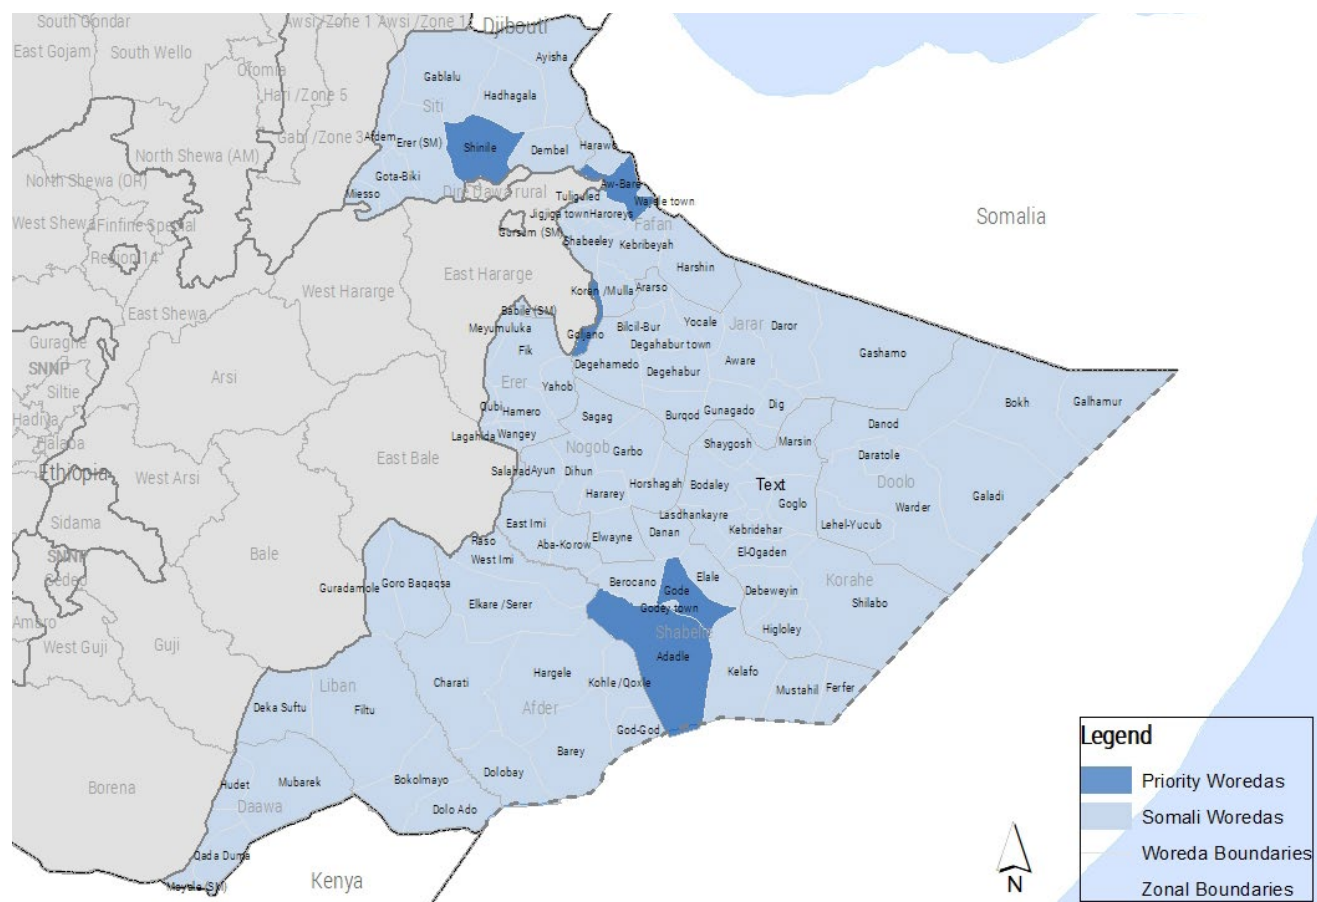 South Gondar
Awsi /Zone 1
Awsi /Zone 1
Djibouti
East Gojam
South Wello
Ayisha
Oromia
Gablalu
Hari /Zone 5
Hadhagala
Siti
Gabi /Zone 3
Afdem
Erer (SM)
Shinile
Dembel
Harawo
North Shewa (AM)
North Shewa (OR)
Gota-Biki
Aw-Bare
Miesso
Dire Dawa rural
Tuliguled
Wajale town
West Shewa
Finfine Special
Jigjiga town
Haroreys
Somalia
Gursum (SM)
Fafan
Shabeeley
Kebribeyah
Region 14
East Hararge
Harshin
West Hararge
Koran /Mulla
Ararso
East Shewa
Babile (SM)
Meyumuluka
Goljano
Bilcil-Bur
Yocale
Jarar
Daror
Guraghe
Fik
Degahabur town
Gashamo
SNNP
Degehamedo
Degehabur
Aware
Arsi
Siltie
Erer
Yahob
Hadiya
Qubi
Hamero
Sagag
Burqod
Gunagado
Dig
Bokh
Galhamur
Halaba
Lagahida
Wangey
Nogob
Garbo
Shaygosh
Marsin
Danod
Ethiopia
West Arsi
East Bale
Salahad
Ayun
Dihun
Daratole
Horshagah
Bodaley
Text
Doolo
Hararey
Goglo
Warder
Galadi
Sidama
East Imi
Lasdhankayre
Lehel-Yucub
Elwayne
Danan
Kebridehar
Raso
Aba-Korow
SNNP
Bale
West Imi
El-Ogaden
Gedeo
Guradamole
Goro Baqaqsa
Berocano
Elale
Korahe
Gode
Debeweyin
Elkare /Serer
Godey town
Shilabo
Amaro
Shabelle
Higloley
West Guji
Guji
Adadle
Hargele
Kelafo
Liban
Charati
Kohle /Qoxle
Mustahil
Ferfer
Deka Suftu
Filtu
Afder
God-God
Legend
Barey
Dolobay
Priority Woredas
Borena
Hudet
Mubarek
Bokolmayo
Daawa
Dolo Ado
Somali Woredas
Qada Duma
Woreda Boundaries
Kenya
Moyale (SM)
N
Zonal Boundaries